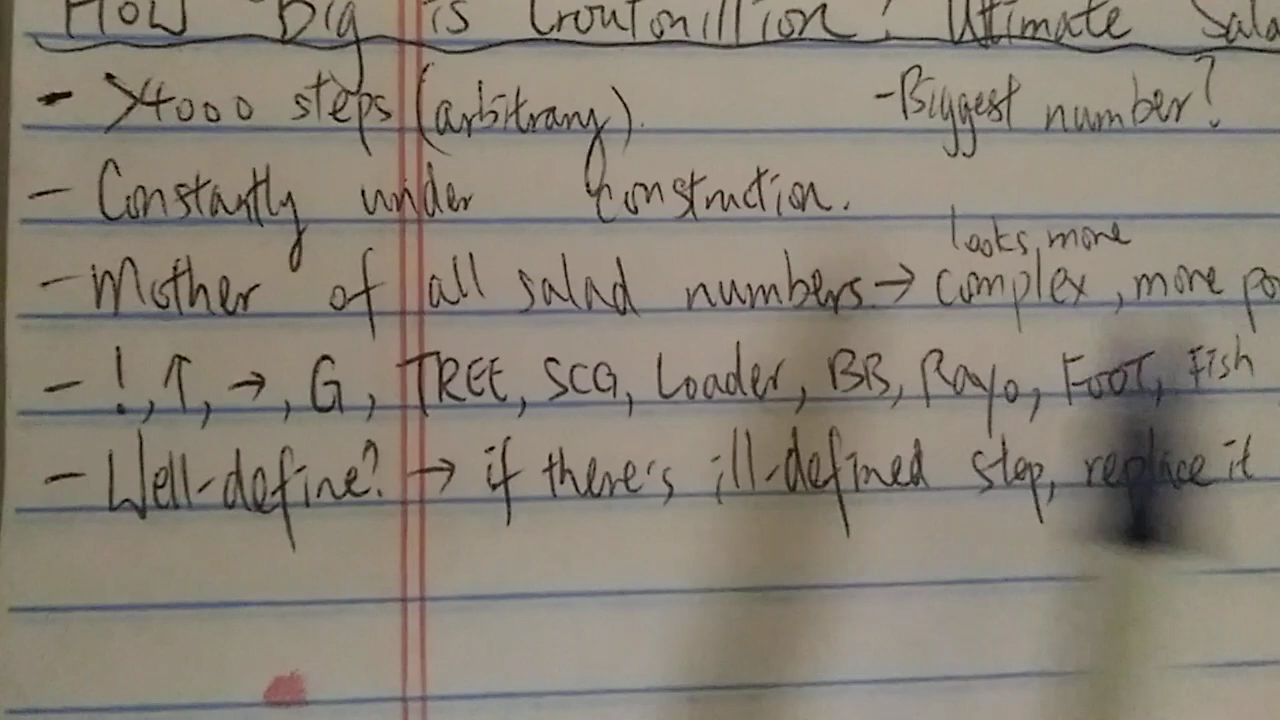 How Big is Croutonillion? Ultimate Sala
- >4000 steps (arbitrary). -Biggest number?
- Constantly under construction.
looks more
- Mother of all salad numbers → complex, more po
- !, ↑, →, G, TREE, SCG, Loader, BB, Rayo, FOOT, Fish
- Well-define? → if there's ill-defined step, replace it